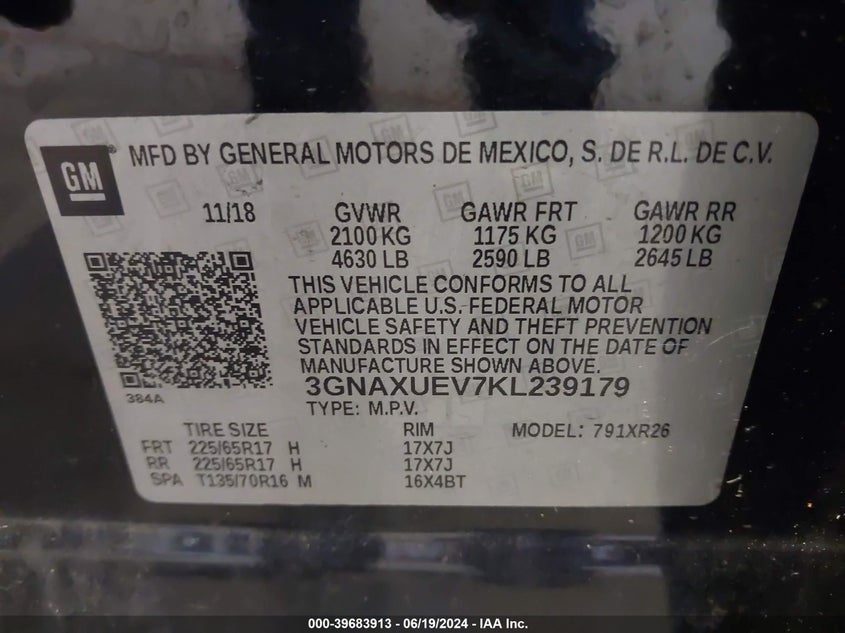 GM
MFD BY GENERAL MOTORS DE MEXICO, S. DE R.L. DE C.V.
11/18 GVWR GAWR FRT GAWR RR
2100 KG 1175 KG 1200 KG
4630 LB 2590 LB 2645 LB
THIS VEHICLE CONFORMS TO ALL
APPLICABLE U.S. FEDERAL MOTOR
VEHICLE SAFETY AND THEFT PREVENTION
STANDARDS IN EFFECT ON THE DATE OF
MANUFACTURE SHOWN ABOVE.
384A 3GNAXUEV7KL239179
TYPE: M.P.V.
TIRE SIZE RIM MODEL: 791XR26
FRT 225/65R17 H 17X7J
RR 225/65R17 H 17X7J
SPA T135/70R16 M 16X4BT
000-39683913 - 06/19/2024 - IAA Inc.